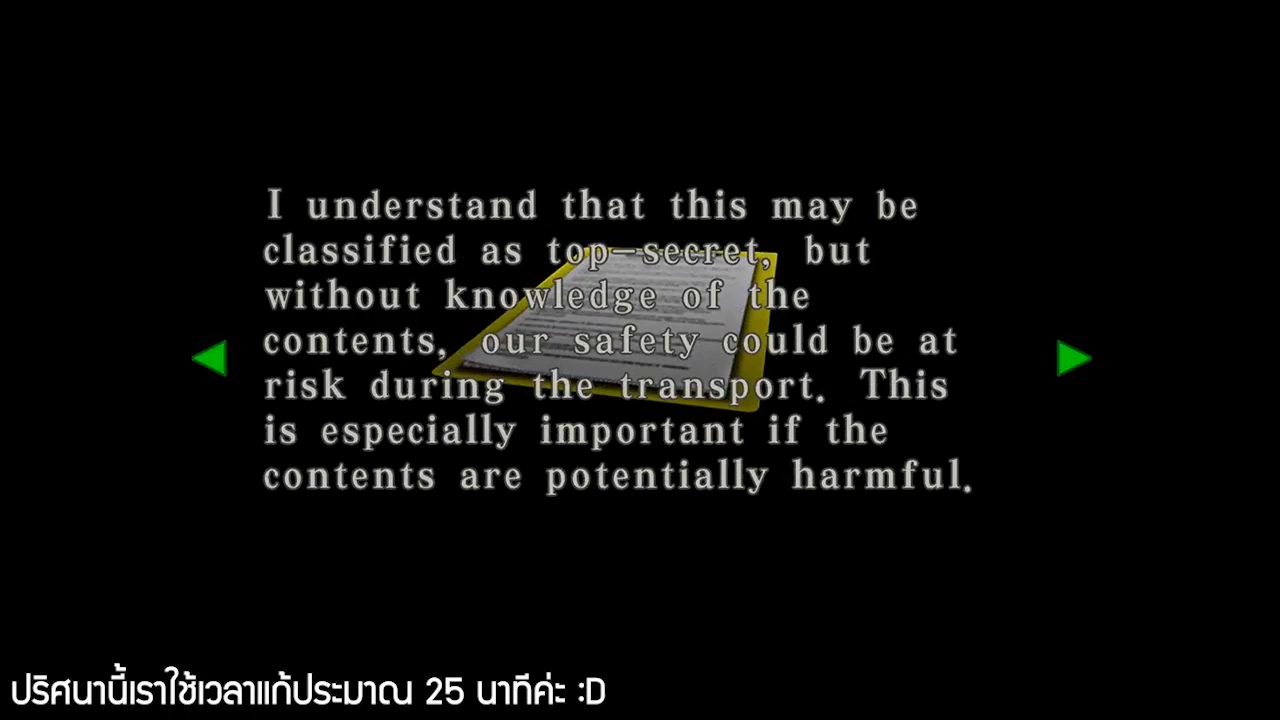 I understand that this may be
classified as top-secret, but
without knowledge of the
contents, our safety could be at
risk during the transport. This
is especially important if the
contents are potentially harmful.
ปริศนานี้เราใช้เวลาแก้ประมาณ 25 นาทีค่ะ :D